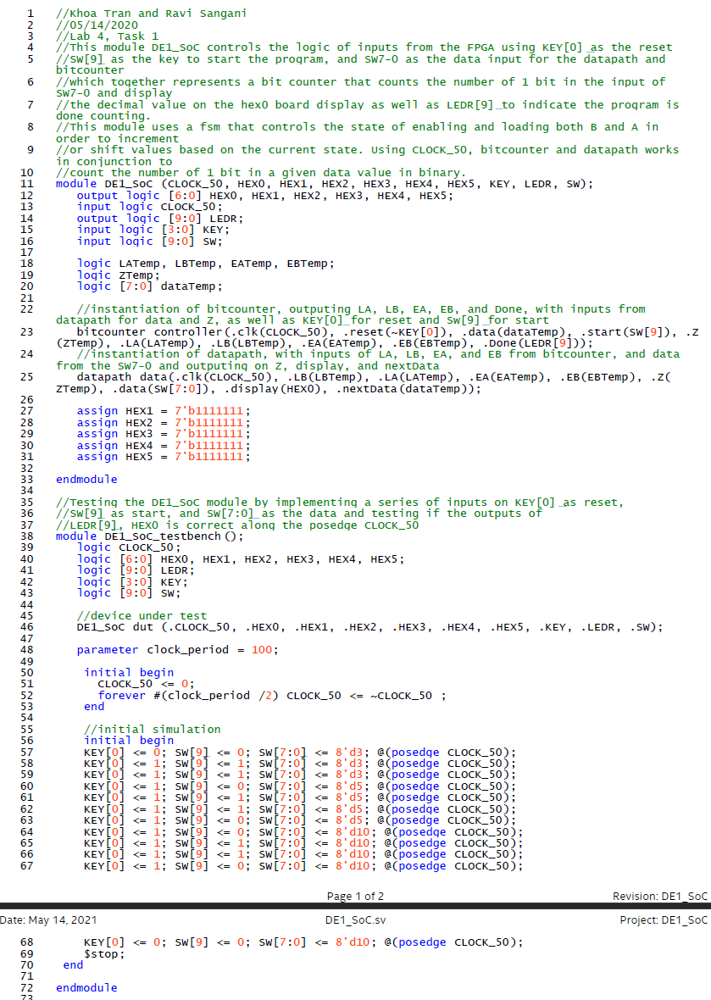 1 //Khoa Tran and Ravi Sangani
2 //05/14/2020
3 //Lab 4, Task 1
4 //This module DE1_SoC controls the logic of inputs from the FPGA using KEY[0] as the reset
5 //SW[9] as the key to start the program, and SW7-0 as the data input for the datapath and
bitcounter
6 //which together represents a bit counter that counts the number of 1 bit in the input of
SW7-0 and display
7 //the decimal value on the hex0 board display as well as LEDR[9] to indicate the program is
done counting.
8 //This module uses a fsm that controls the state of enabling and loading both B and A in
order to increment
9 //or shift values based on the current state. Using CLOCK_50, bitcounter and datapath works
in conjunction to
10 //count the number of 1 bit in a given data value in binary.
11 module DE1_SoC (CLOCK_50, HEX0, HEX1, HEX2, HEX3, HEX4, HEX5, KEY, LEDR, SW);
12 output logic [6:0] HEX0, HEX1, HEX2, HEX3, HEX4, HEX5;
13 input logic CLOCK_50;
14 output logic [9:0] LEDR;
15 input logic [3:0] KEY;
16 input logic [9:0] SW;
17
18 logic LATemp, LBTemp, EATemp, EBTemp;
19 logic ZTemp;
20 logic [7:0] dataTemp;
21
22 //instantiation of bitcounter, outputing LA, LB, EA, EB, and Done, with inputs from
datapath for data and Z, as well as KEY[0] for reset and SW[9] for start
23 bitcounter controller(.clk(CLOCK_50), .reset(~KEY[0]), .data(dataTemp), .start(SW[9]), .Z
(ZTemp), .LA(LATemp), .LB(LBTemp), .EA(EATemp), .EB(EBTemp), .Done(LEDR[9]));
24 //instantiation of datapath, with inputs of LA, LB, EA, and EB from bitcounter, and data
from the SW7-0 and outputing on Z, display, and nextData
25 datapath data(.clk(CLOCK_50), .LB(LBTemp), .LA(LATemp), .EA(EATemp), .EB(EBTemp), .Z(
ZTemp), .data(SW[7:0]), .display(HEX0), .nextData(dataTemp));
26
27 assign HEX1 = 7'b1111111;
28 assign HEX2 = 7'b1111111;
29 assign HEX3 = 7'b1111111;
30 assign HEX4 = 7'b1111111;
31 assign HEX5 = 7'b1111111;
32
33 endmodule
34
35 //Testing the DE1_SoC module by implementing a series of inputs on KEY[0] as reset,
36 //SW[9] as start, and SW[7:0] as the data and testing if the outputs of
37 //LEDR[9], HEX0 is correct along the posedge CLOCK_50
38 module DE1_SoC_testbench();
39 logic CLOCK_50;
40 logic [6:0] HEX0, HEX1, HEX2, HEX3, HEX4, HEX5;
41 logic [9:0] LEDR;
42 logic [3:0] KEY;
43 logic [9:0] SW;
44
45 //device under test
46 DE1_SoC dut (.CLOCK_50, .HEX0, .HEX1, .HEX2, .HEX3, .HEX4, .HEX5, .KEY, .LEDR, .SW);
47
48 parameter clock_period = 100;
49
50 initial begin
51 CLOCK_50 <= 0;
52 forever #(clock_period /2) CLOCK_50 <= ~CLOCK_50 ;
53 end
54
55 //initial simulation
56 initial begin
57 KEY[0] <= 0; SW[9] <= 0; SW[7:0] <= 8'd3; @(posedge CLOCK_50);
58 KEY[0] <= 1; SW[9] <= 1; SW[7:0] <= 8'd3; @(posedge CLOCK_50);
59 KEY[0] <= 1; SW[9] <= 1; SW[7:0] <= 8'd3; @(posedge CLOCK_50);
60 KEY[0] <= 1; SW[9] <= 0; SW[7:0] <= 8'd5; @(posedge CLOCK_50);
61 KEY[0] <= 1; SW[9] <= 1; SW[7:0] <= 8'd5; @(posedge CLOCK_50);
62 KEY[0] <= 1; SW[9] <= 1; SW[7:0] <= 8'd5; @(posedge CLOCK_50);
63 KEY[0] <= 1; SW[9] <= 0; SW[7:0] <= 8'd5; @(posedge CLOCK_50);
64 KEY[0] <= 1; SW[9] <= 0; SW[7:0] <= 8'd10; @(posedge CLOCK_50);
65 KEY[0] <= 1; SW[9] <= 1; SW[7:0] <= 8'd10; @(posedge CLOCK_50);
66 KEY[0] <= 1; SW[9] <= 1; SW[7:0] <= 8'd10; @(posedge CLOCK_50);
67 KEY[0] <= 1; SW[9] <= 0; SW[7:0] <= 8'd10; @(posedge CLOCK_50);
Page 1 of 2 Revision: DE1_SoC
Date: May 14, 2021 DE1_SoC.sv Project: DE1_SoC
68 KEY[0] <= 0; SW[9] <= 0; SW[7:0] <= 8'd10; @(posedge CLOCK_50);
69 $stop;
70 end
71
72 endmodule
73